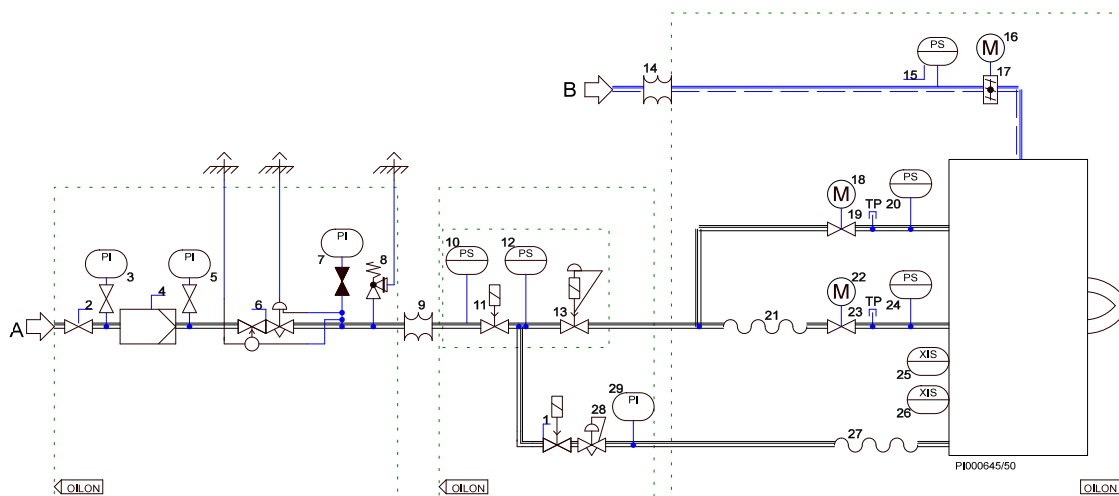 PS
M
16
14
15
17
B
18
M
TP
20
PS
19
PI
3
PI
5
PI
7
8
10
PS
12
PS
22
M
TP
24
PS
23
2
4
6
9
11
13
21
A
XIS
25
XIS
26
29
PI
1
28
27
PI000645/50
OILON
OILON
OILON